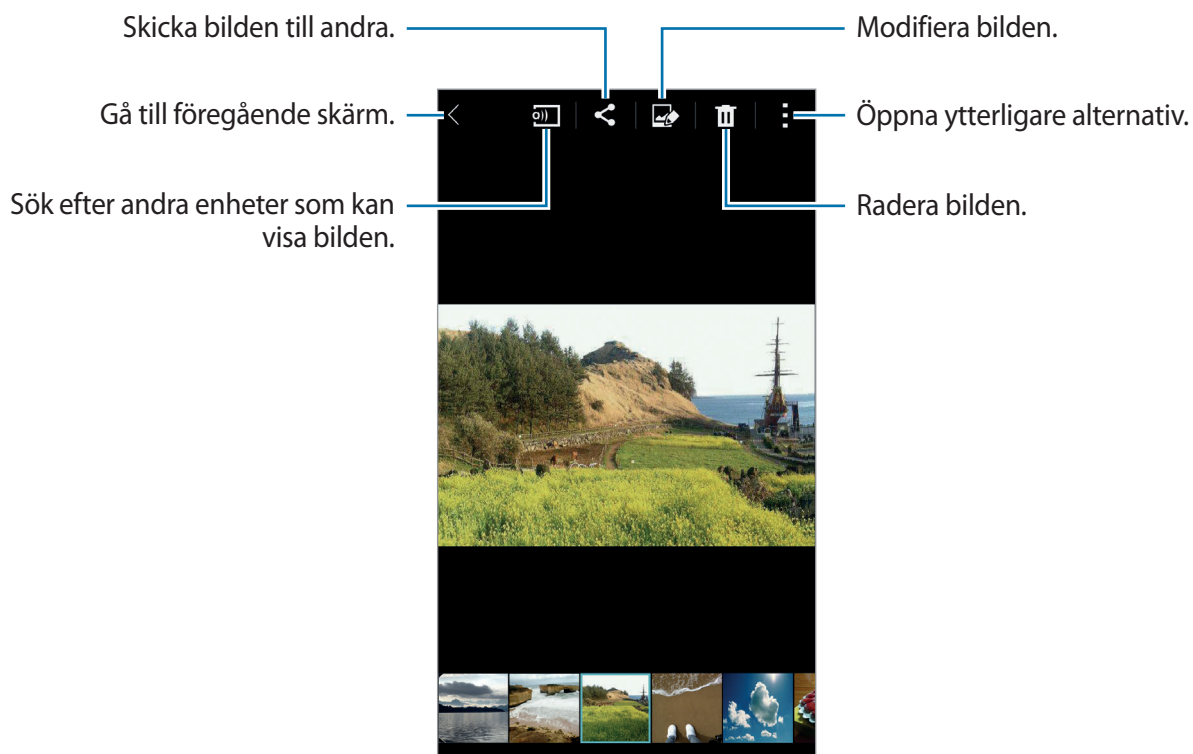 Skicka bilden till andra.
Modifiera bilden.
Gå till föregående skärm.
Öppna ytterligare alternativ.
Sök efter andra enheter som kan
visa bilden.
Radera bilden.